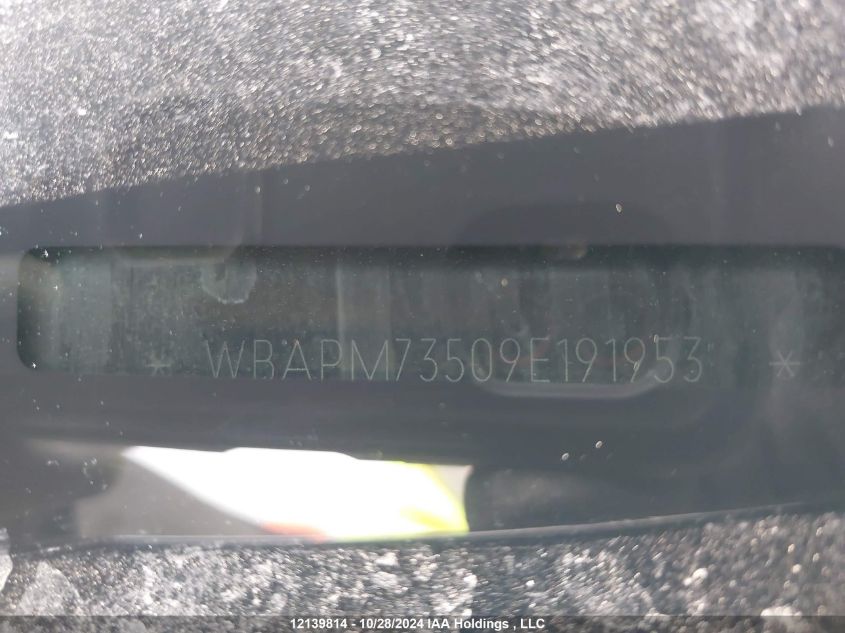 * WBAPM73509E191953 *
12139814 - 10/28/2024 IAA Holdings , LLC